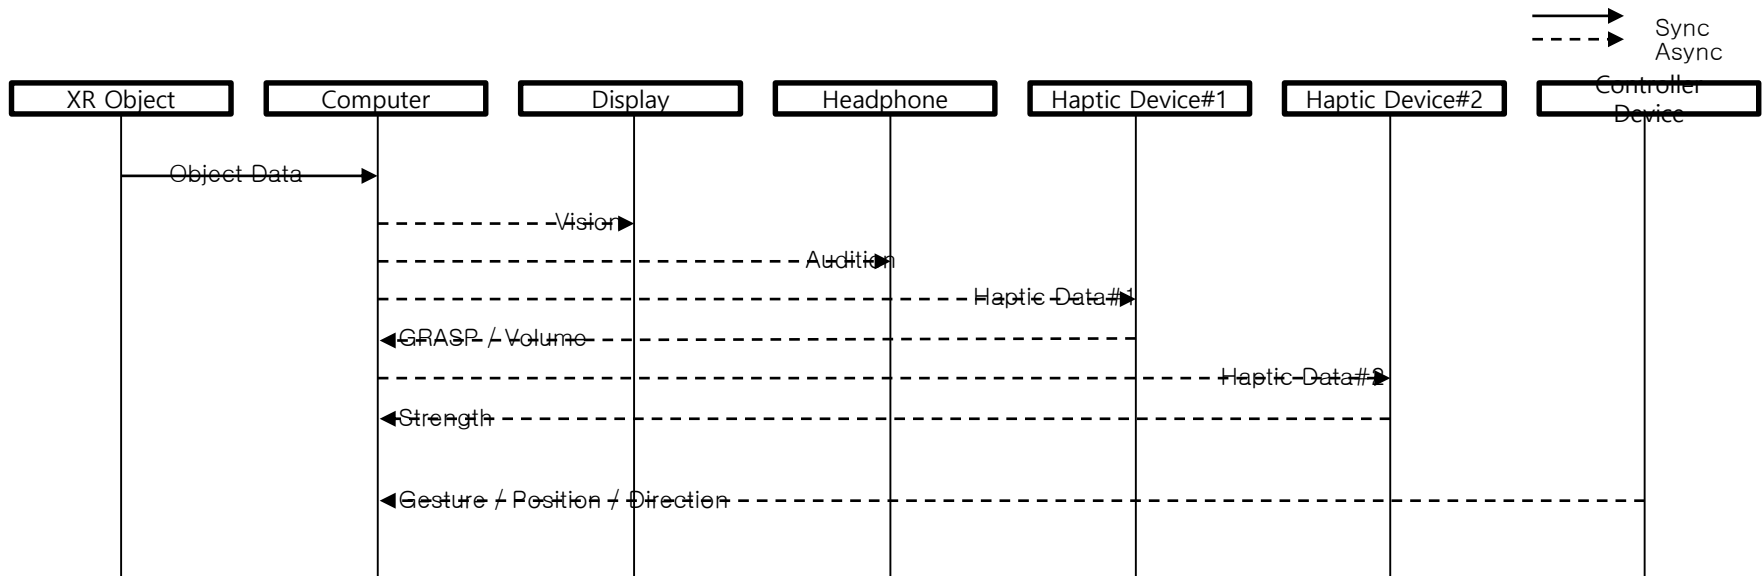 Sync
Async
XR Object
Computer
Display
Headphone
Haptic Device#1
Haptic Device#2
Controller
Device
Object Data
Vision
Audition
Haptic Data#1
GRASP / Volume
Haptic Data#2
Strength
Gesture / Position / Direction